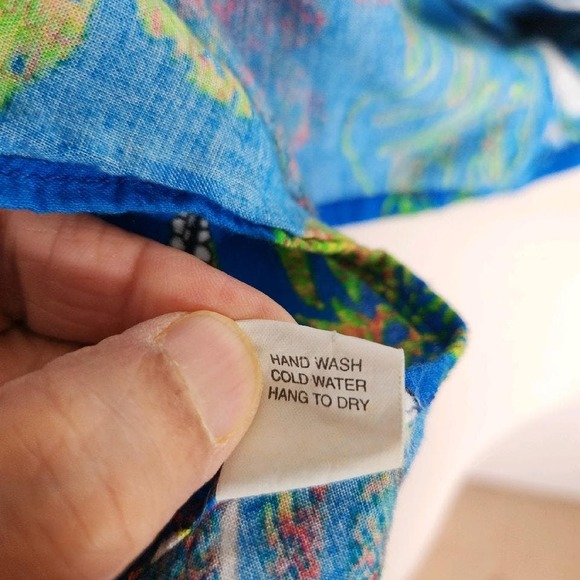 HAND WASH
COLD WATER
HANG TO DRY